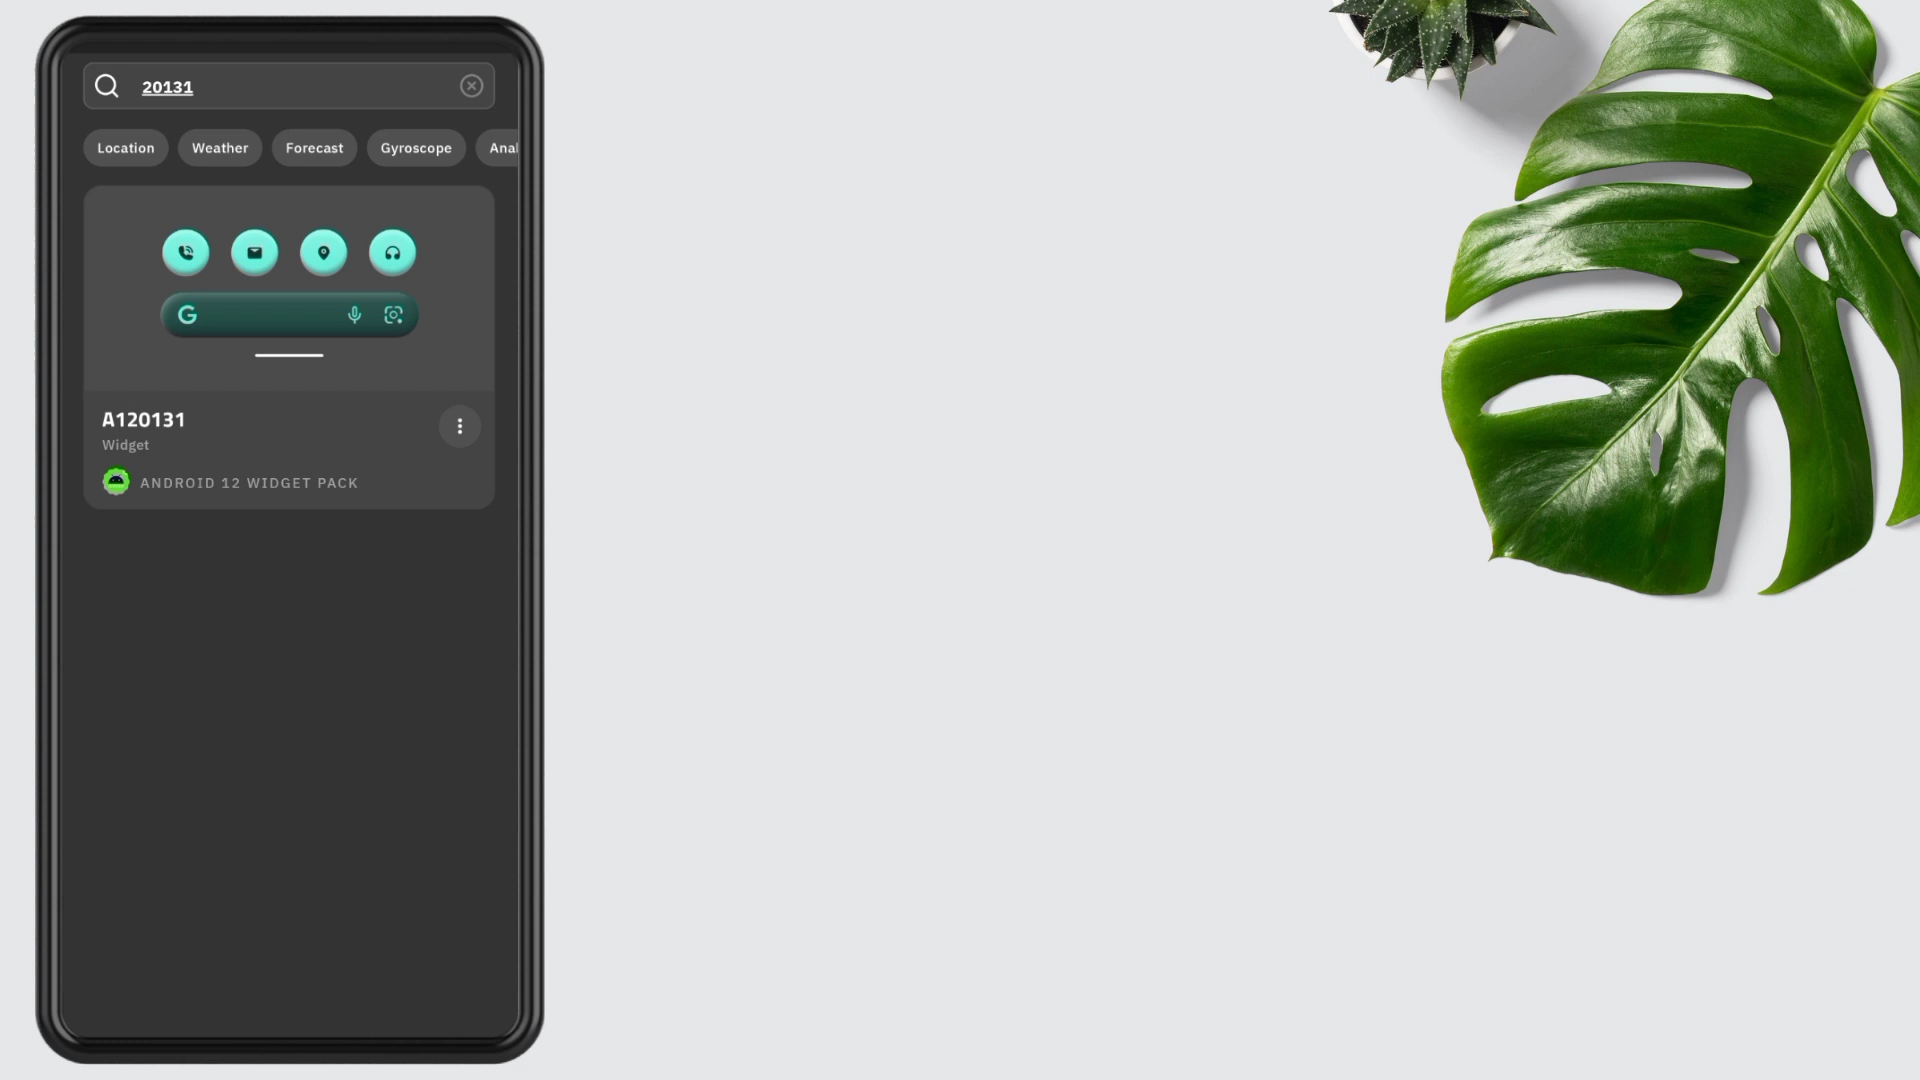 20131
Location Weather Forecast Gyroscope Anal
G
A120131
Widget
ANDROID 12 WIDGET PACK